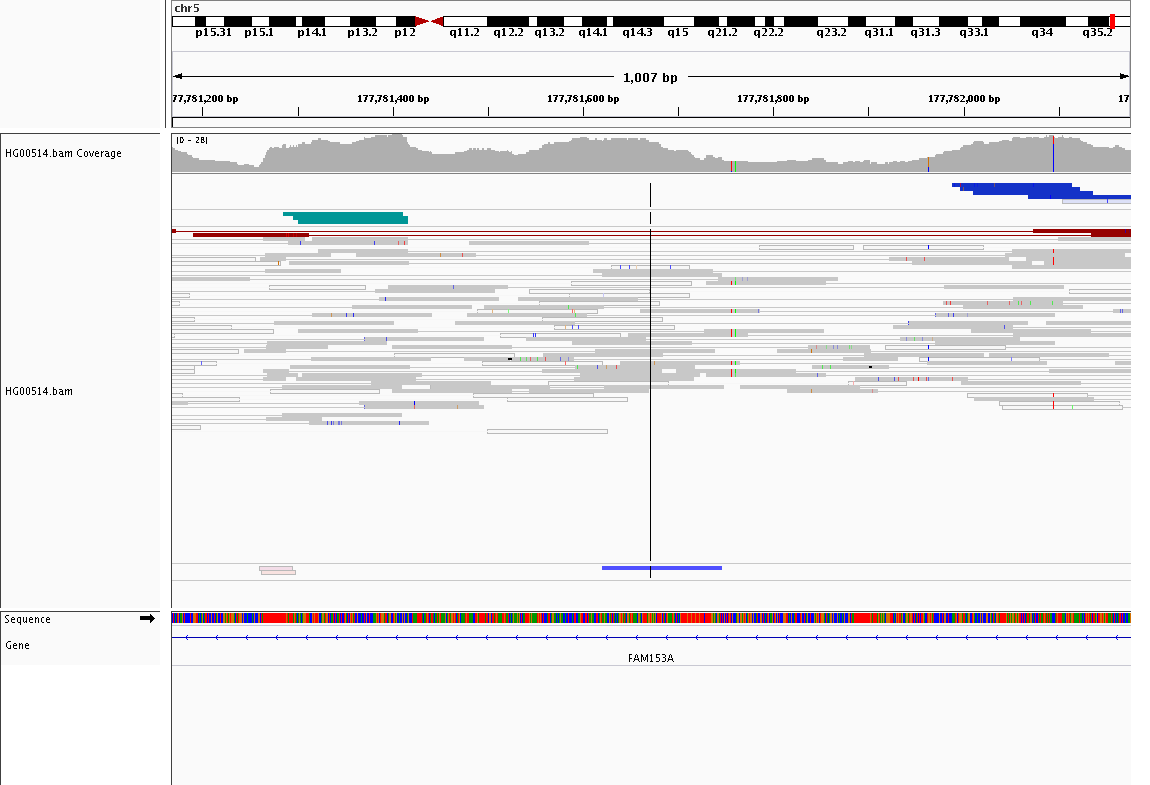 chr5
p15.31 p15.1 p14.1 p13.2 p12 q11.2 q12.2 q13.2 q14.1 q14.3 q15 q21.2 q22.2 q23.2 q31.1 q31.3 q33.1 q34 q35.2
1,007 bp
77,781,200 bp 177,781,400 bp 177,781,600 bp 177,781,800 bp 177,782,000 bp 17
[0 - 28]
HG00514.bam Coverage
HG00514.bam
Sequence
Gene
FAM153A